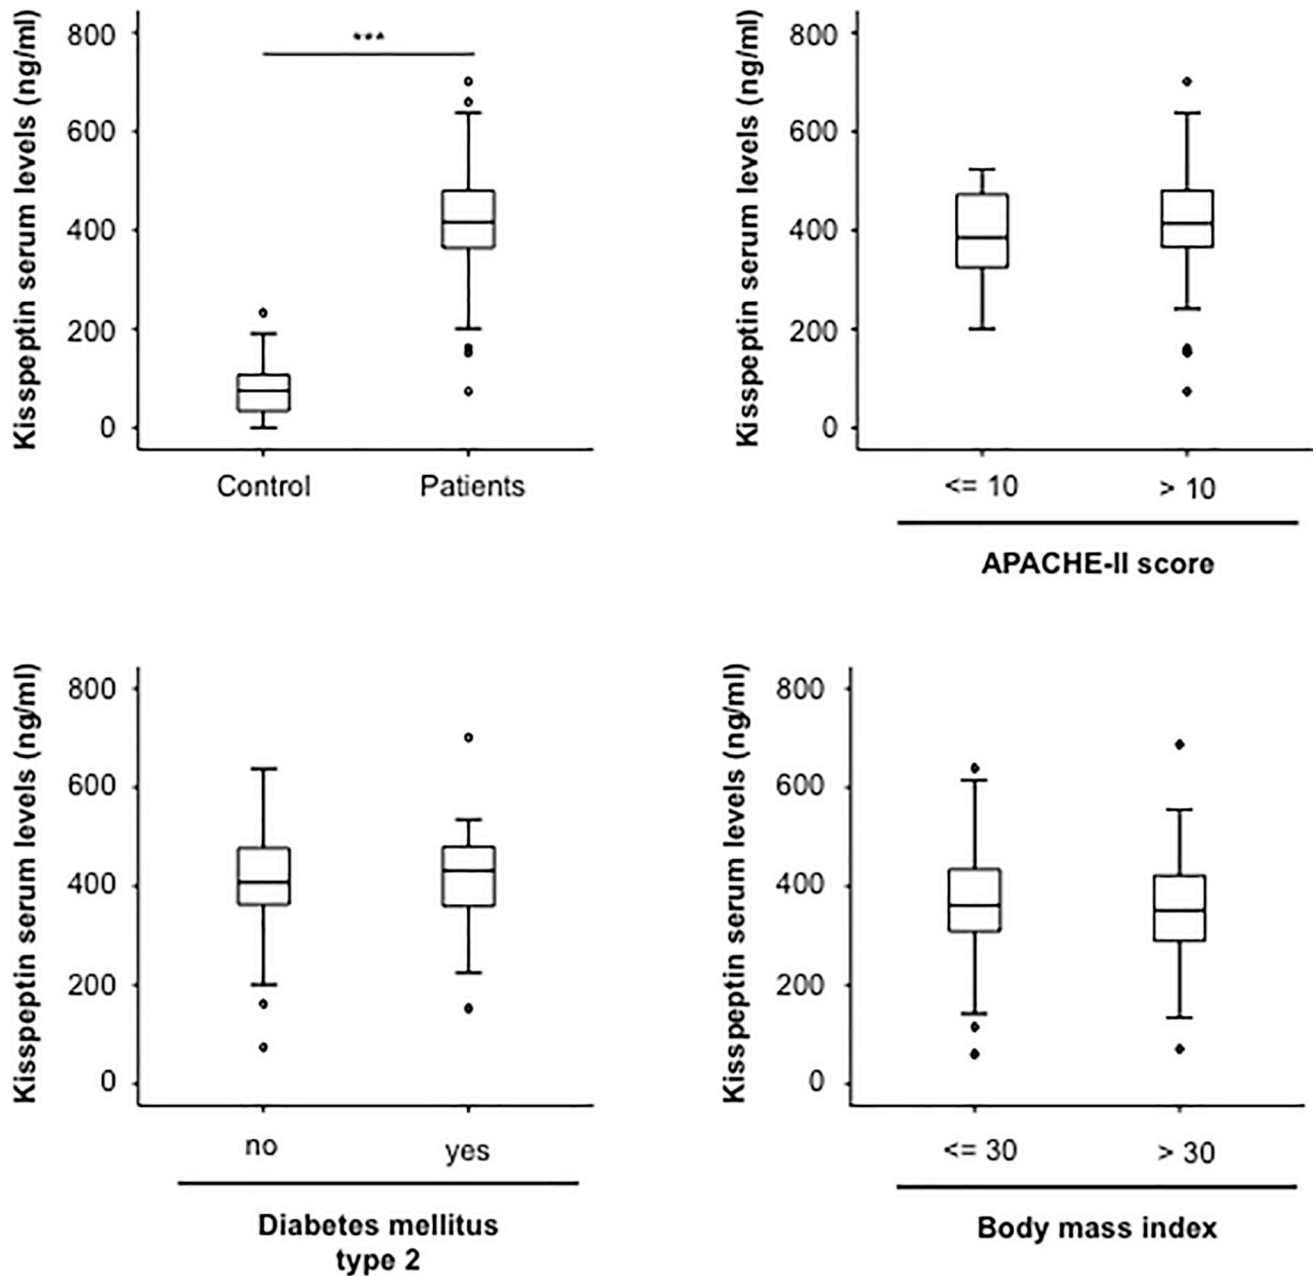 Kisspeptin serum levels (ng/ml)
800
600
400
200
0
***
Control Patients
Kisspeptin serum levels (ng/ml)
800
600
400
200
0
<= 10 > 10
APACHE-II score
Kisspeptin serum levels (ng/ml)
800
600
400
200
0
no yes
Diabetes mellitus
type 2
Kisspeptin serum levels (ng/ml)
800
600
400
200
0
<= 30 > 30
Body mass index